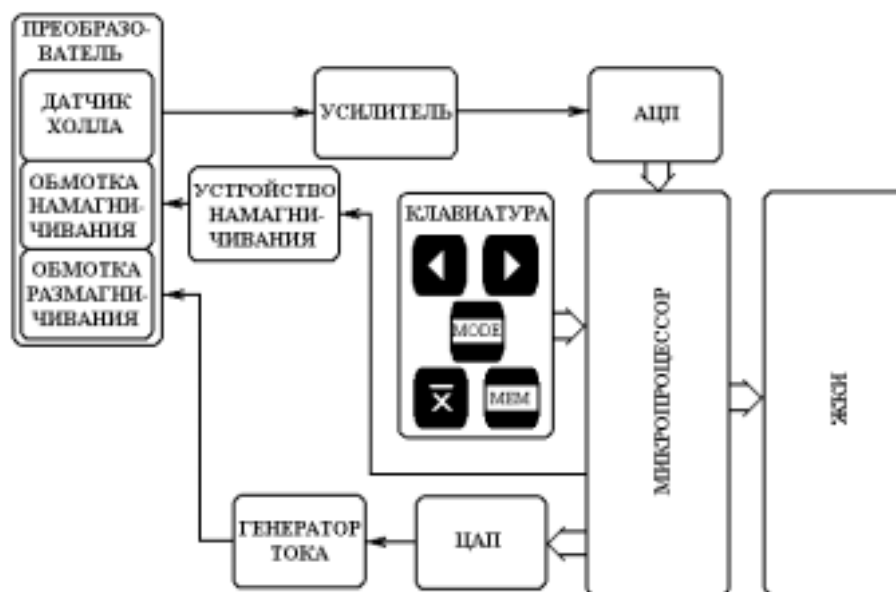 ПРЕОБРАЗО-
ВАТЕЛЬ
ДАТЧИК
ХОЛЛА
ОБМОТКА
НАМАГНИ-
ЧИВАНИЯ
ОБМОТКА
РАЗМАГНИ-
ЧИВАНИЯ
УСИЛИТЕЛЬ
АЦП
УСТРОЙСТВО
НАМАГНИ-
ЧИВАНИЯ
КЛАВИАТУРА
MODE
X
MEM
МИКРОПРОЦЕССОР
ЖКИ
ГЕНЕРАТОР
ТОКА
ЦАП